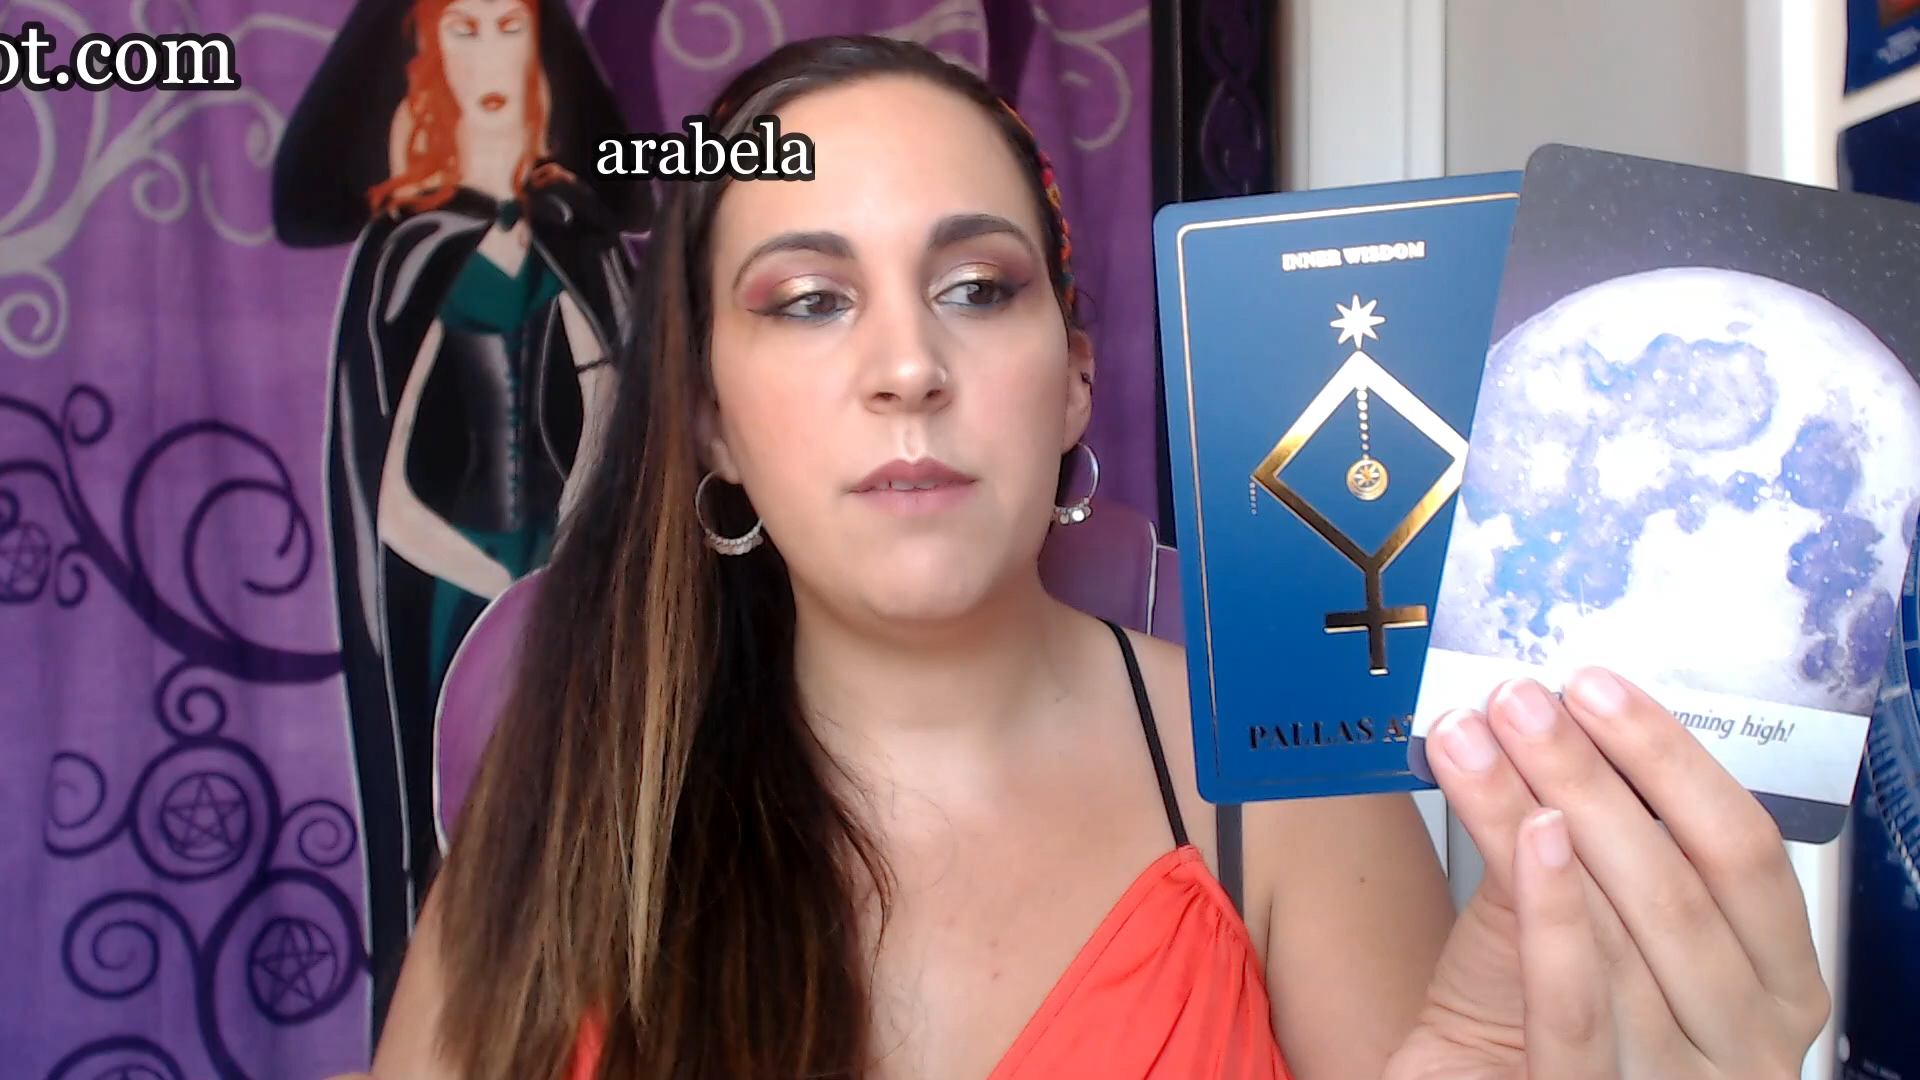 ot.com
arabela
INNER WISDOM
PALLAS A
nning high!